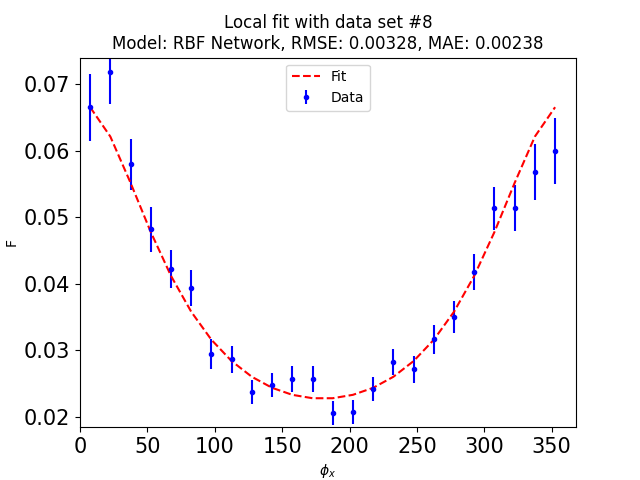 Local fit with data set #8
Model: RBF Network, RMSE: 0.00328, MAE: 0.00238
Fit
Data
F
0.07
0.06
0.05
0.04
0.03
0.02
0 50 100 150 200 250 300 350
ϕx